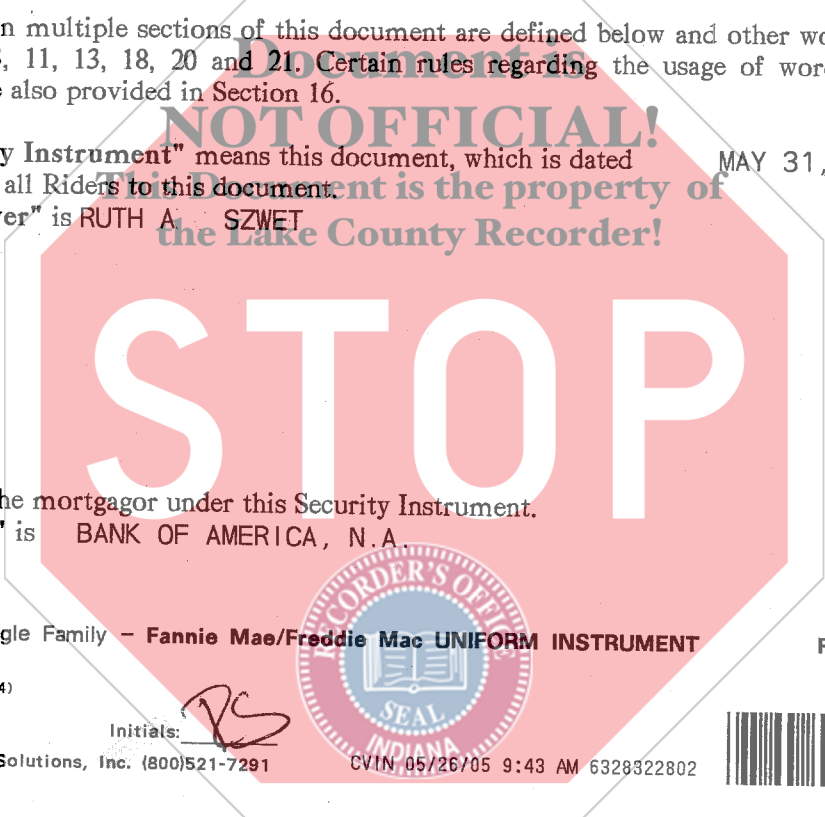 n multiple sections of this document are defined below and other wo
, 11, 13, 18, 20 and 21. Certain rules regarding the usage of wor
also provided in Section 16.
Document is
NOT OFFICIAL!
This Document is the property of
the Lake County Recorder!
y Instrument" means this document, which is dated MAY 31,
all Riders to this document.
er" is RUTH A. SZWET
STOP
he mortgagor under this Security Instrument.
" is BANK OF AMERICA, N.A.
RECORDER'S OFFICE
SEAL
INDIANA
gle Family – Fannie Mae/Freddie Mac UNIFORM INSTRUMENT F
4)
Initials: RS
Solutions, Inc. (800)521-7291 CVIN 05/26/05 9:43 AM 6328322802